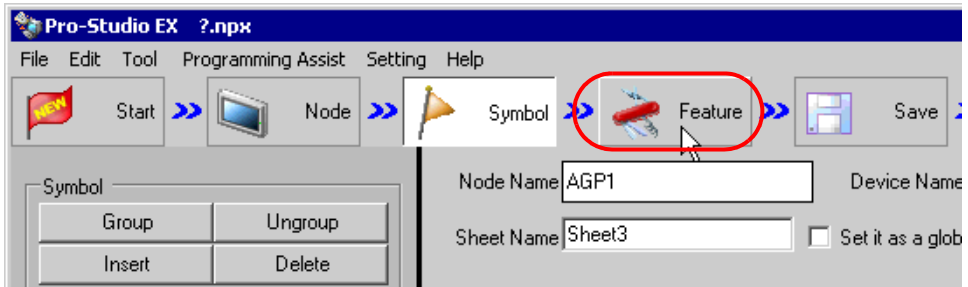 Pro-Studio EX ?.npx
File Edit Tool Programming Assist Setting Help
NEW Start Node Symbol Feature Save
Symbol
Group Ungroup
Insert Delete
Node Name AGP1 Device Name
Sheet Name Sheet3 Set it as a glob